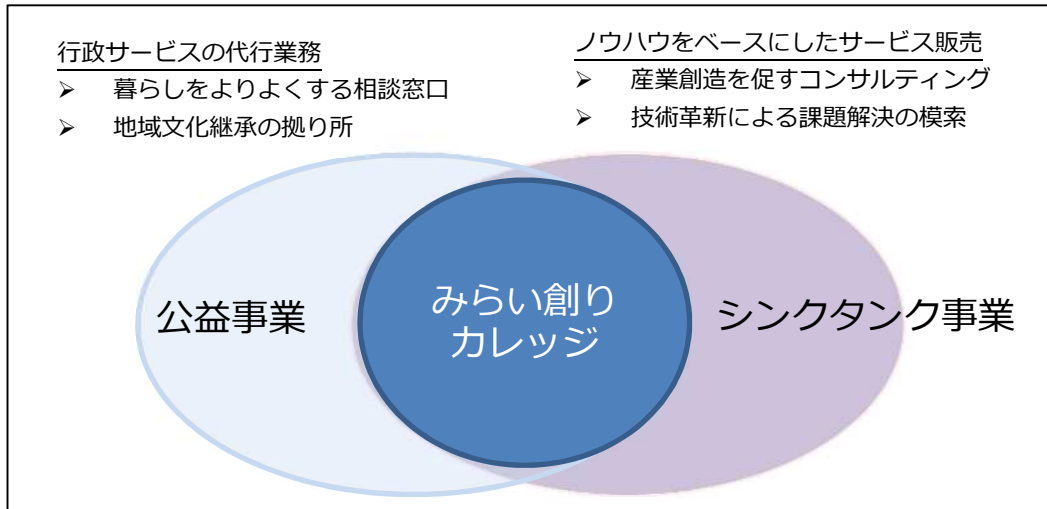 行政サービスの代行業務
➢ 暮らしをよりよくする相談窓口
➢ 地域文化継承の拠り所
ノウハウをベースにしたサービス販売
➢ 産業創造を促すコンサルティング
➢ 技術革新による課題解決の模索
公益事業
みらい創り
カレッジ
シンクタンク事業